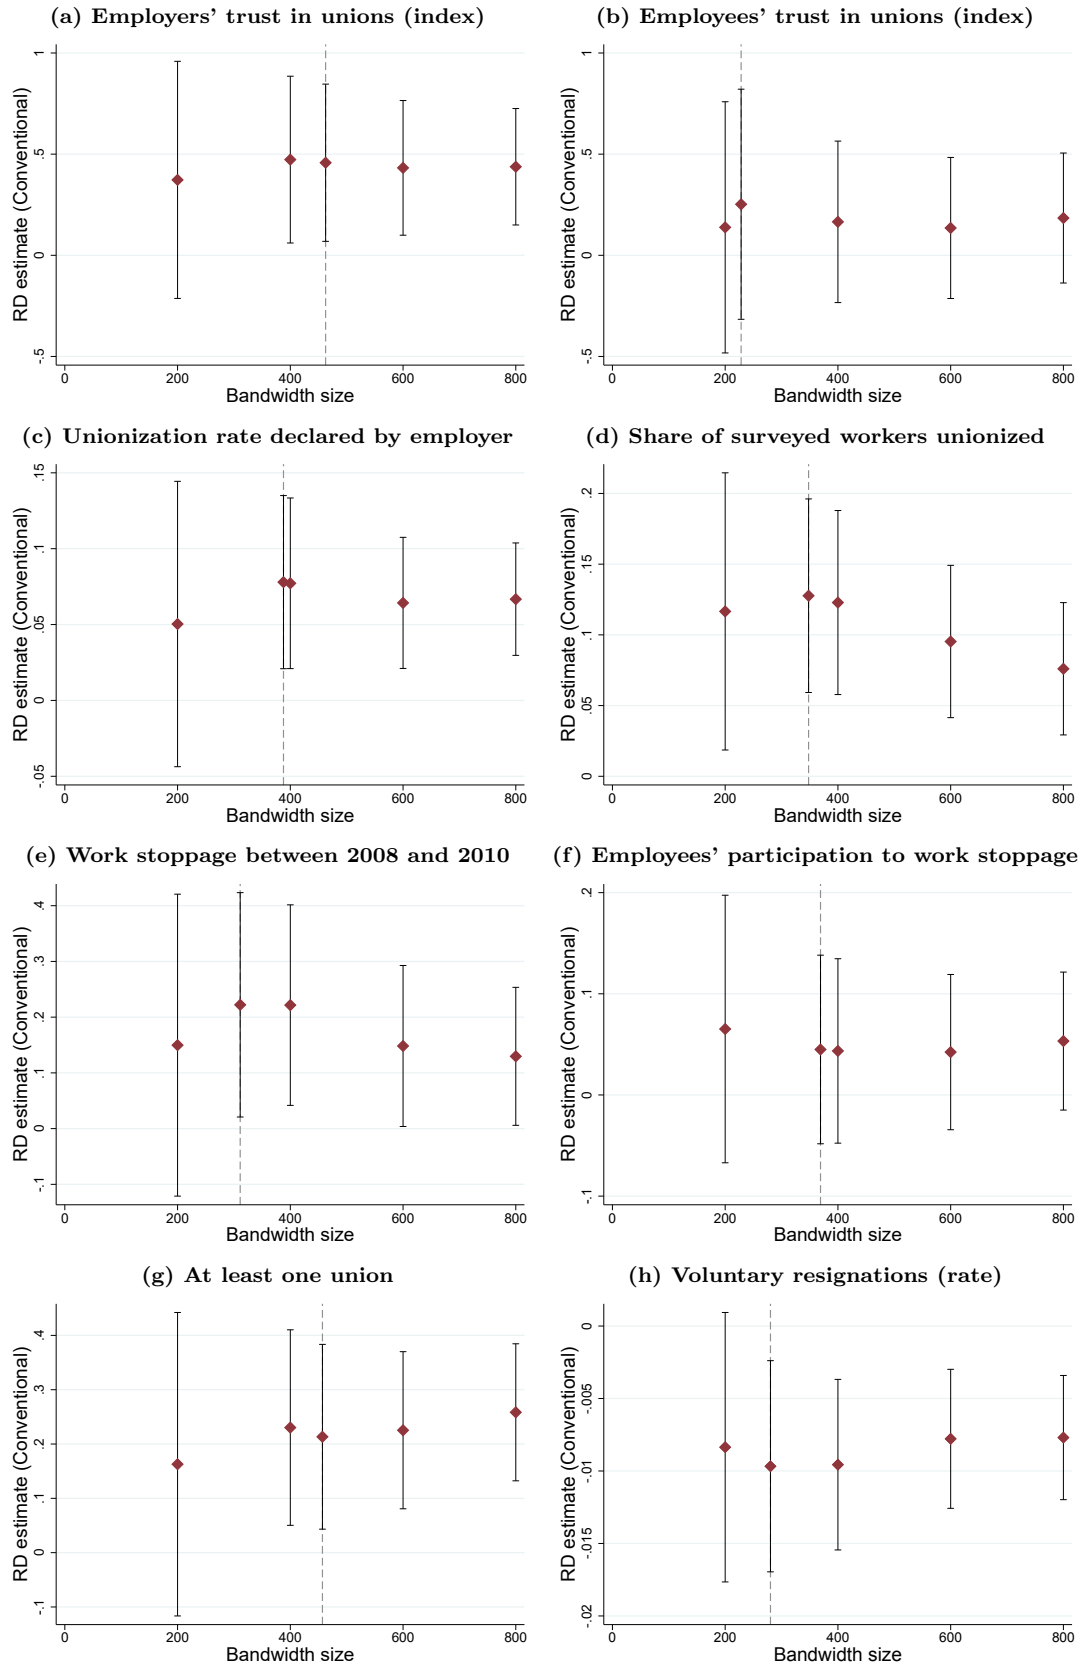 (a) Employers’ trust in unions (index)
RD estimate (Conventional)
1
.5
0
-.5
0 200 400 600 800
Bandwidth size
(b) Employees’ trust in unions (index)
RD estimate (Conventional)
1
.5
0
-.5
0 200 400 600 800
Bandwidth size
(c) Unionization rate declared by employer
RD estimate (Conventional)
.15
.1
.05
0
-.05
0 200 400 600 800
Bandwidth size
(d) Share of surveyed workers unionized
RD estimate (Conventional)
.2
.15
.1
.05
0
0 200 400 600 800
Bandwidth size
(e) Work stoppage between 2008 and 2010
RD estimate (Conventional)
.4
.3
.2
.1
0
-.1
0 200 400 600 800
Bandwidth size
(f) Employees’ participation to work stoppage
RD estimate (Conventional)
.2
.1
0
-.1
0 200 400 600 800
Bandwidth size
(g) At least one union
RD estimate (Conventional)
.4
.3
.2
.1
0
-.1
0 200 400 600 800
Bandwidth size
(h) Voluntary resignations (rate)
RD estimate (Conventional)
0
-.005
-.01
-.015
-.02
0 200 400 600 800
Bandwidth size